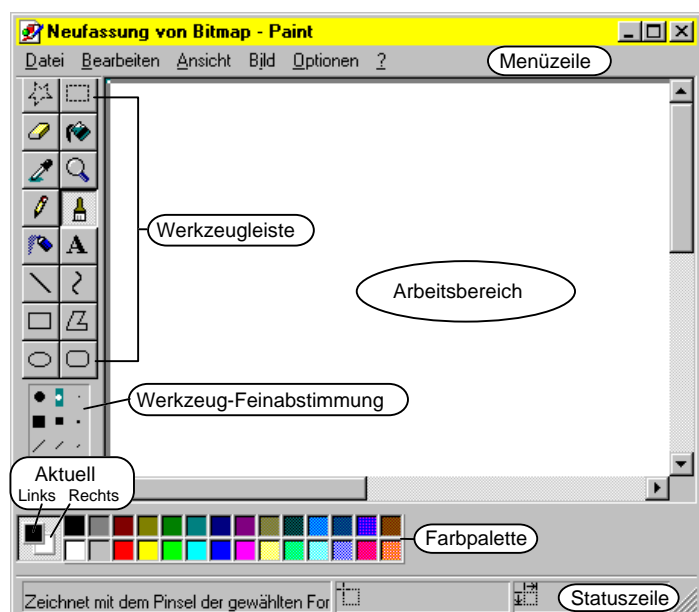 Neufassung von Bitmap - Paint
Datei Bearbeiten Ansicht Bild Optionen ? Menüzeile
A
Werkzeugleiste
Arbeitsbereich
Werkzeug-Feinabstimmung
Aktuell
Links Rechts
Farbpalette
Zeichnet mit dem Pinsel der gewählten For Statuszeile